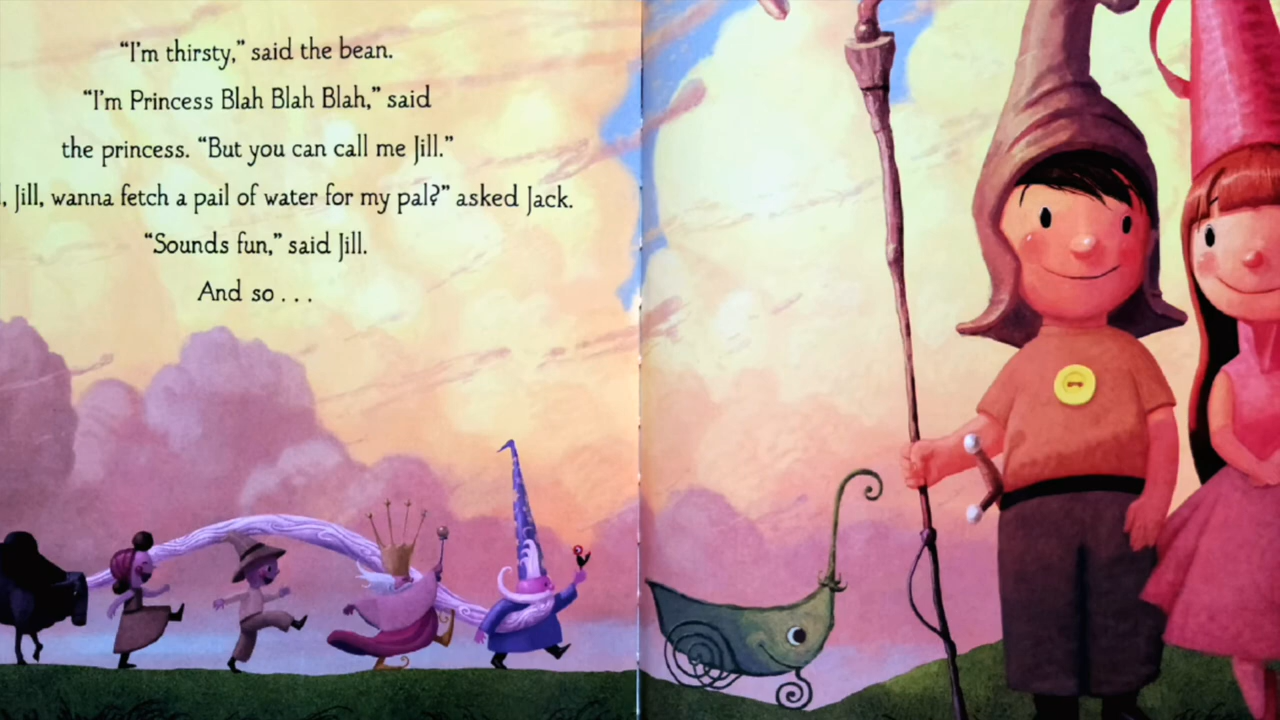 “I’m thirsty,” said the bean.
“I’m Princess Blah Blah Blah,” said
the princess. “But you can call me Jill.”
, Jill, wanna fetch a pail of water for my pal?” asked Jack.
“Sounds fun,” said Jill.
And so . . .